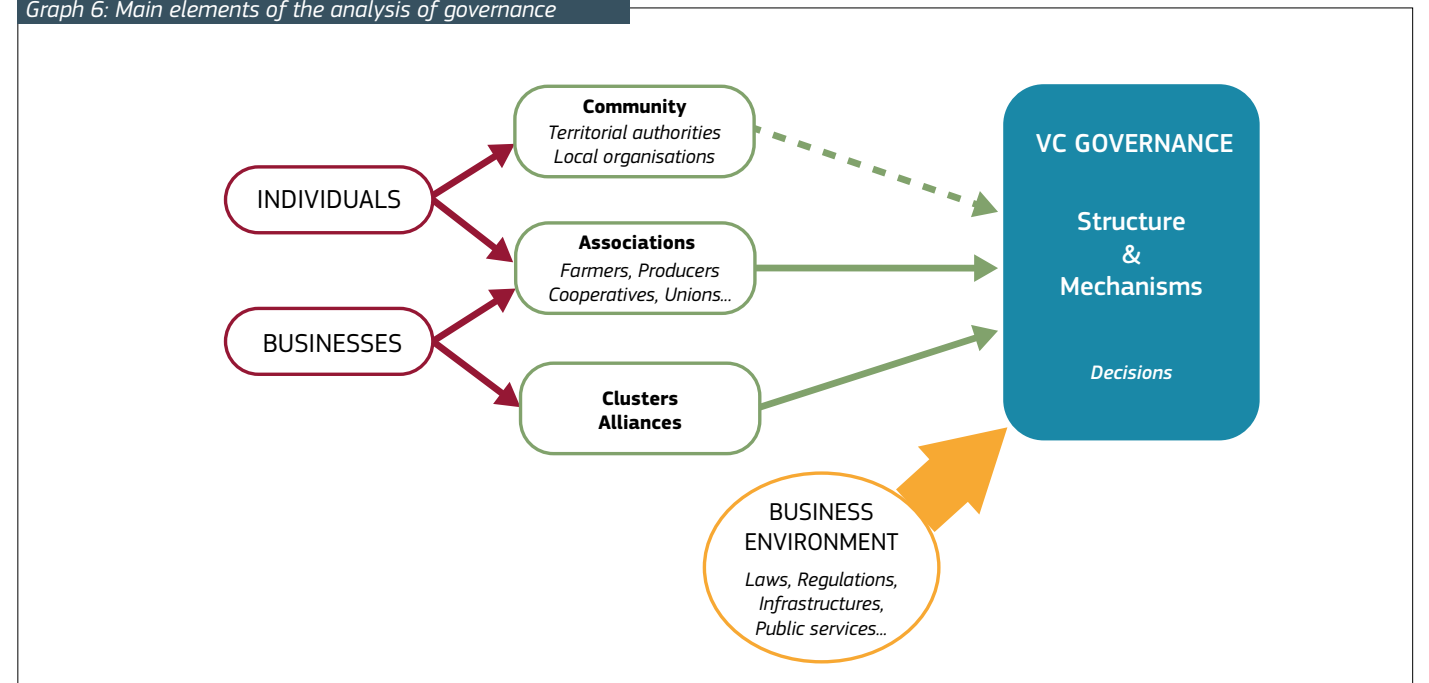 Graph 6: Main elements of the analysis of governance
Community
Territorial authorities
Local organisations
INDIVIDUALS
Associations
Farmers, Producers
Cooperatives, Unions...
BUSINESSES
Clusters
Alliances
VC GOVERNANCE
Structure
&
Mechanisms
Decisions
BUSINESS
ENVIRONMENT
Laws, Regulations,
Infrastructures,
Public services...